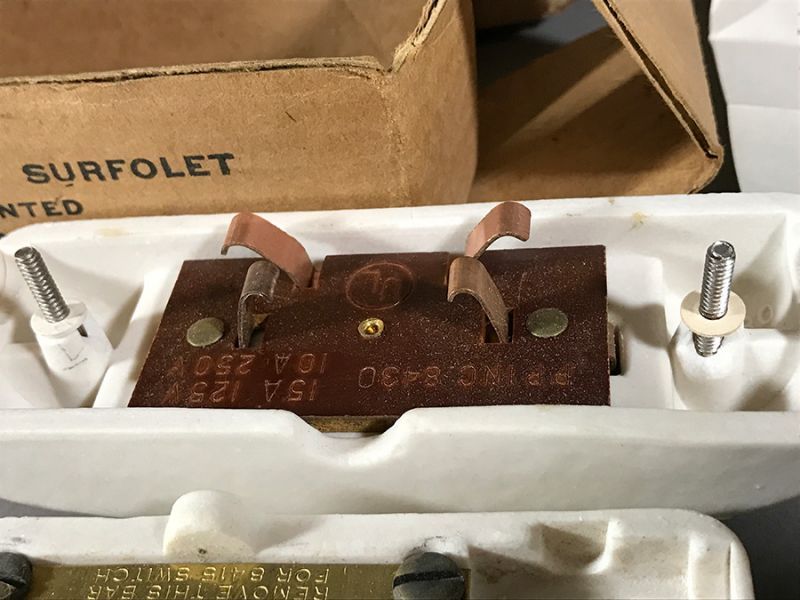 SURFOLET
NTED
UL
15A 125V
10A 250V
P.P. INC. 8430
REMOVE THIS BAR
FOR 8415 SWITCH